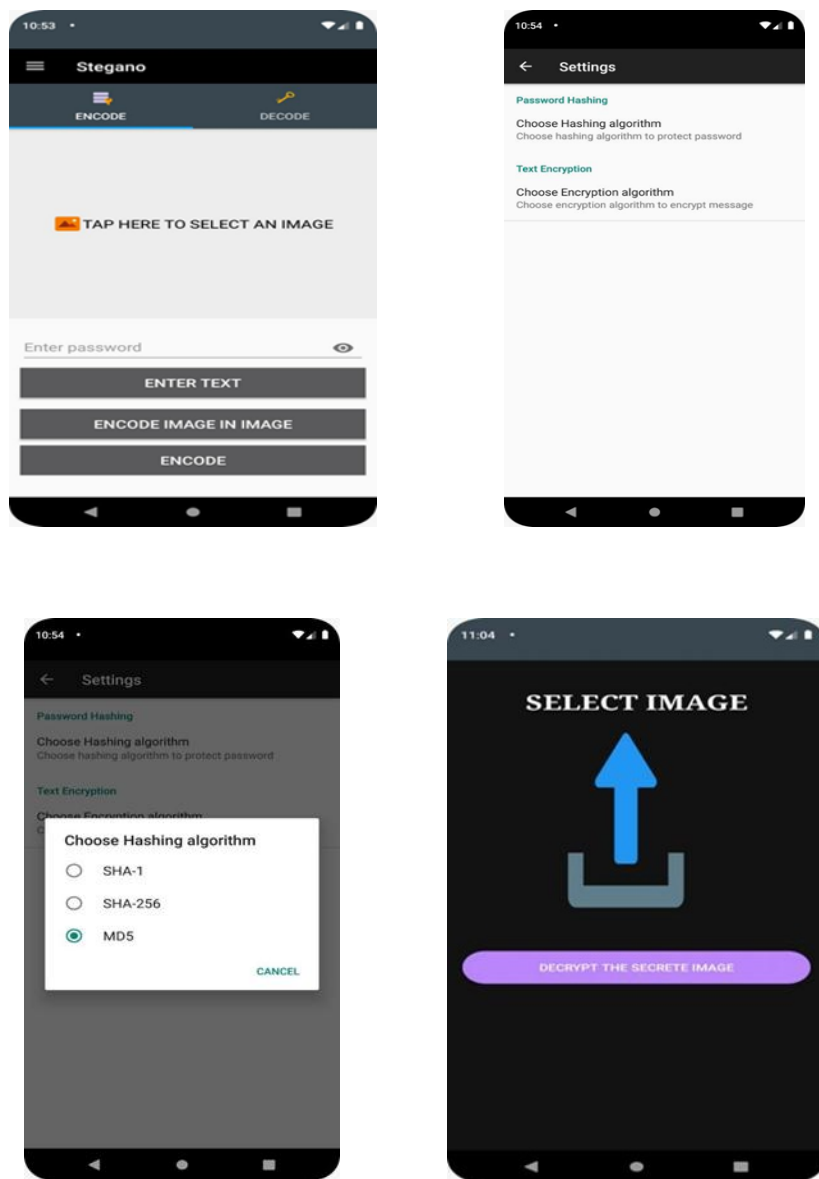 10:53
Stegano
ENCODE
DECODE
TAP HERE TO SELECT AN IMAGE
Enter password
ENTER TEXT
ENCODE IMAGE IN IMAGE
ENCODE
10:54
Settings
Password Hashing
Choose Hashing algorithm
Choose hashing algorithm to protect password
Text Encryption
Choose Encryption algorithm
Choose encryption algorithm to encrypt message
10:54
Settings
Password Hashing
Choose Hashing algorithm
Choose hashing algorithm to protect password
Text Encryption
Choose Encryption algorithm
C
Choose Hashing algorithm
SHA-1
SHA-256
MD5
CANCEL
11:04
SELECT IMAGE
DECRYPT THE SECRETE IMAGE